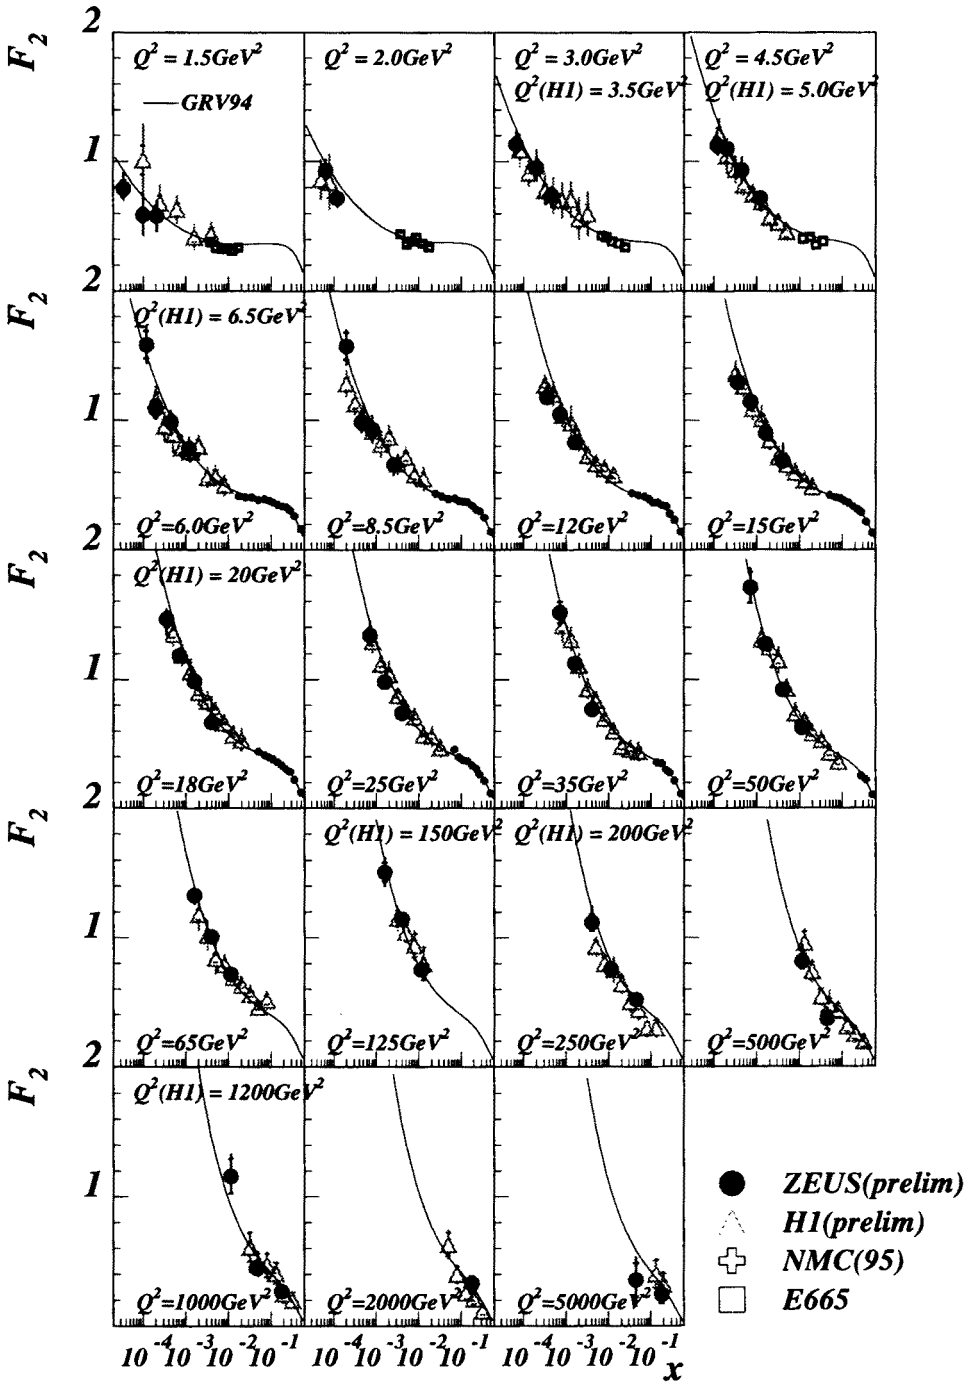 F2
2
Q2 = 1.5GeV2
Q2 = 2.0GeV2
Q2 = 3.0GeV2
Q2 = 4.5GeV2
Q2(H1) = 3.5GeV2
Q2(H1) = 5.0GeV2
GRV94
1
F2
2
Q2(H1) = 6.5GeV2
1
Q2=6.0GeV2
Q2=8.5GeV2
Q2=12GeV2
Q2=15GeV2
F2
2
Q2(H1) = 20GeV2
1
Q2=18GeV2
Q2=25GeV2
Q2=35GeV2
Q2=50GeV2
F2
2
Q2(H1) = 150GeV2
Q2(H1) = 200GeV2
1
Q2=65GeV2
Q2=125GeV2
Q2=250GeV2
Q2=500GeV2
F2
2
Q2(H1) = 1200GeV2
1
Q2=1000GeV2
Q2=2000GeV2
Q2=5000GeV2
ZEUS(prelim)
H1(prelim)
NMC(95)
E665
10-4 10-3 10-2 10-1
10-4 10-3 10-2 10-1
10-4 10-3 10-2 10-1
x